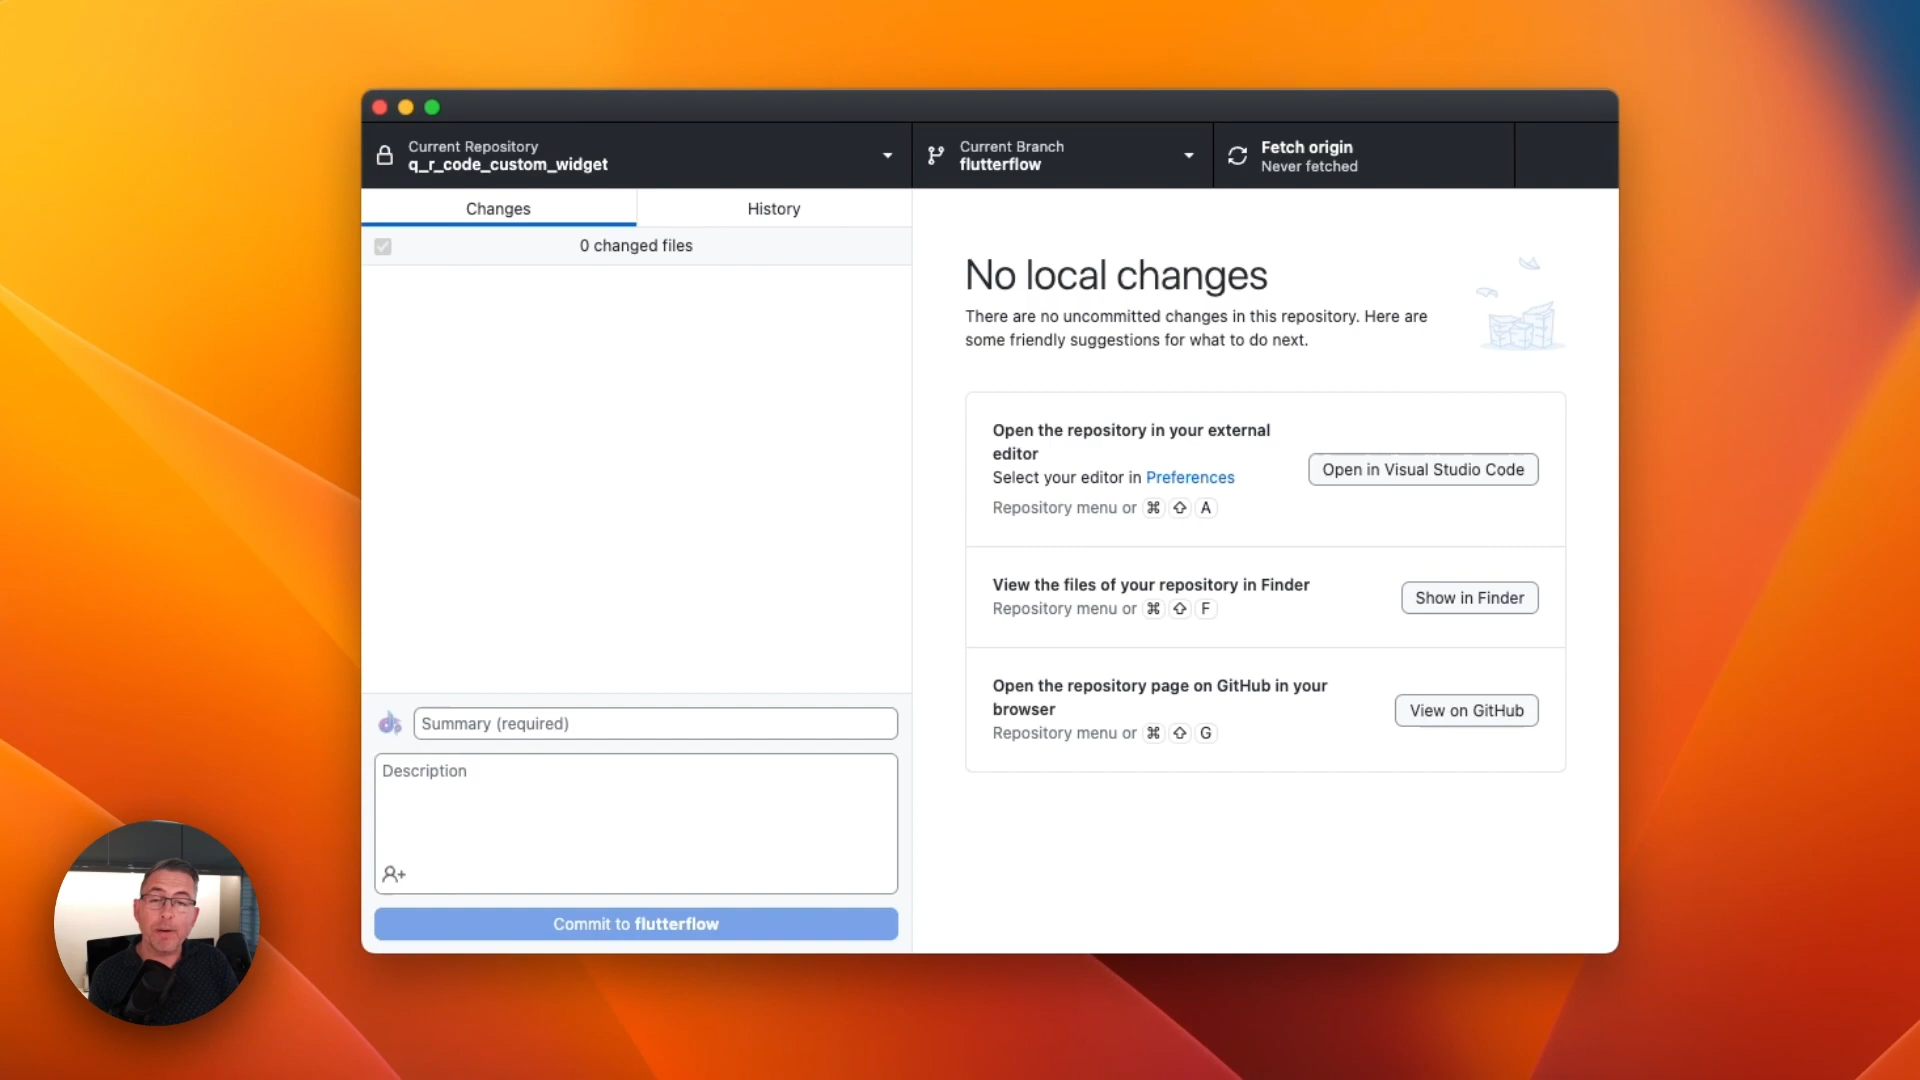 Current Repository
q_r_code_custom_widget
Current Branch
flutterflow
Fetch origin
Never fetched
Changes
History
0 changed files
No local changes
There are no uncommitted changes in this repository. Here are
some friendly suggestions for what to do next.
Open the repository in your external
editor
Select your editor in Preferences
Repository menu or ⌘ ⇧ A
Open in Visual Studio Code
View the files of your repository in Finder
Repository menu or ⌘ ⇧ F
Show in Finder
Open the repository page on GitHub in your
browser
Repository menu or ⌘ ⇧ G
View on GitHub
Summary (required)
Description
Commit to flutterflow